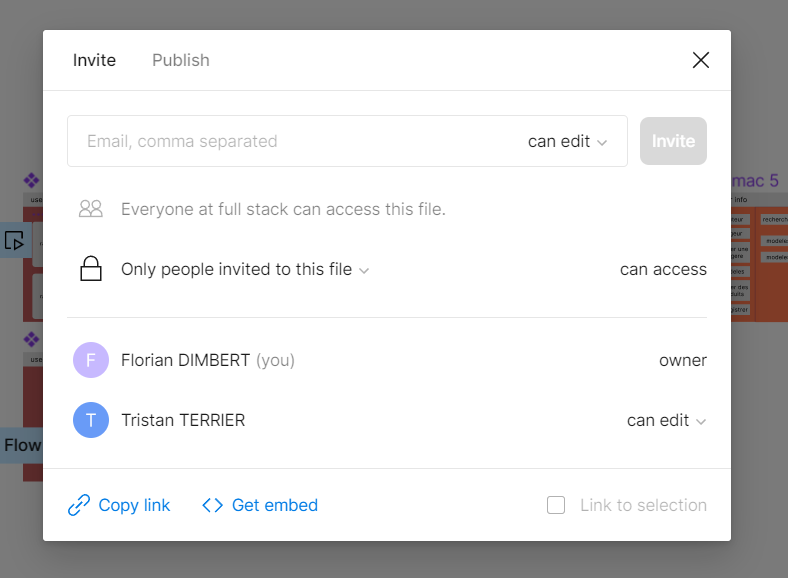 Invite Publish
Email, comma separated can edit Invite
mac 5
Everyone at full stack can access this file.
Only people invited to this file can access
F Florian DIMBERT (you) owner
T Tristan TERRIER can edit
Flow
Copy link Get embed Link to selection